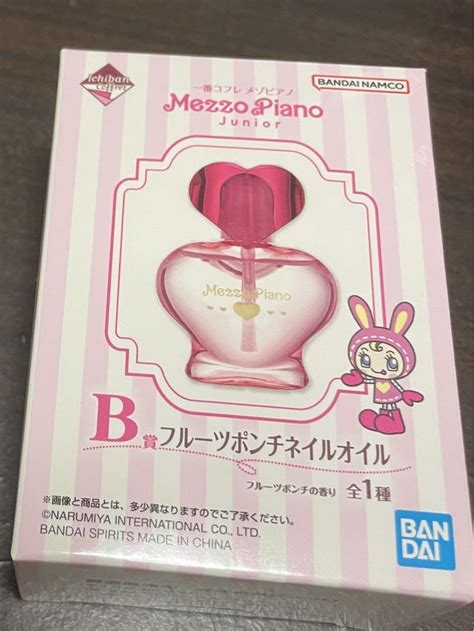 Ichiban
Coffret
一番コフレ メゾピアノ
Mezzo Piano
Junior
BANDAI NAMCO
Mezzo Piano
B賞 フルーツポンチネイルオイル
フルーツポンチの香り 全1種
※画像と商品とは、多少異なりますのでご了承ください。
©NARUMIYA INTERNATIONAL CO., LTD.
BANDAI SPIRITS MADE IN CHINA
BAN
DAI